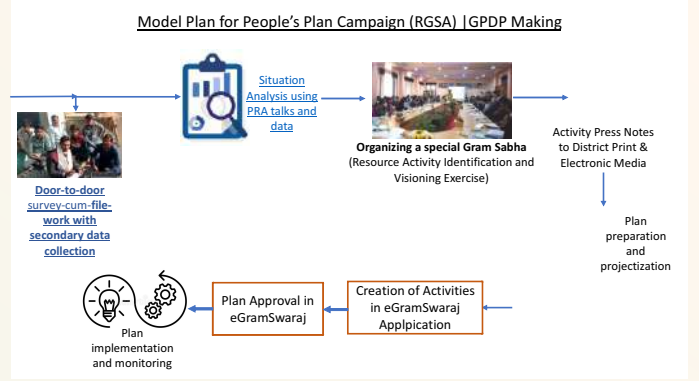 Model Plan for People's Plan Campaign (RGSA) |GPDP Making
Door-to-door
survey-cum-file-
work with
secondary data
collection
Situation
Analysis using
PRA talks and
data
Organizing a special Gram Sabha
(Resource Activity Identification and
Visioning Exercise)
Activity Press Notes
to District Print &
Electronic Media
Plan
preparation
and
projectization
Creation of Activities
in eGramSwaraj
Applpication
Plan Approval in
eGramSwaraj
Plan
implementation
and monitoring